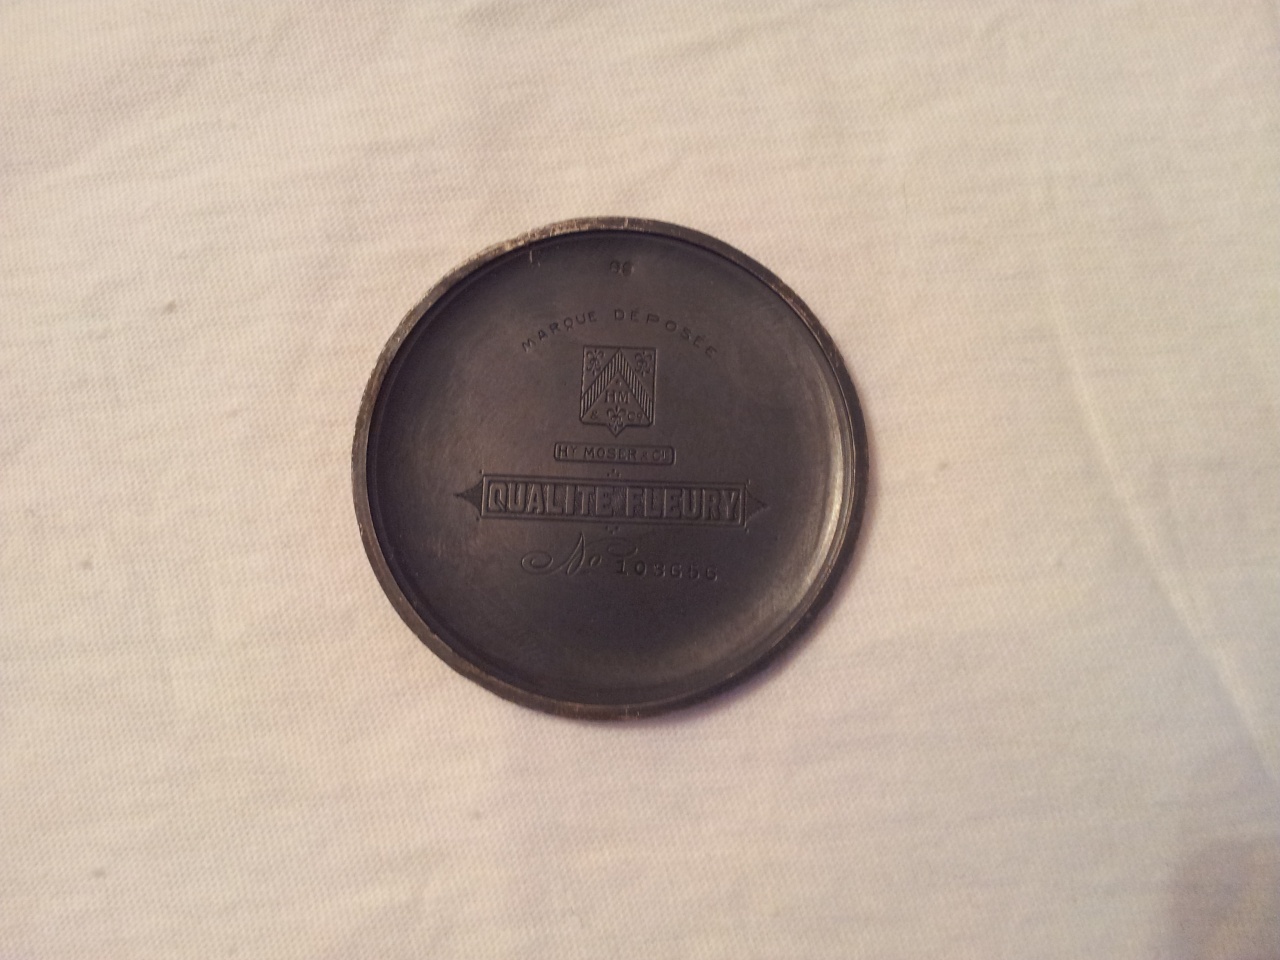 MARQUE DÉPOSÉE
HM
& Co
HY MOSER & CIE
QUALITE FLEURY
No